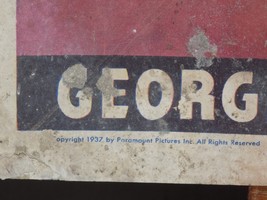 GEORG
opyright 1937 by Paramount Pictures Inc. All Rights Reserved